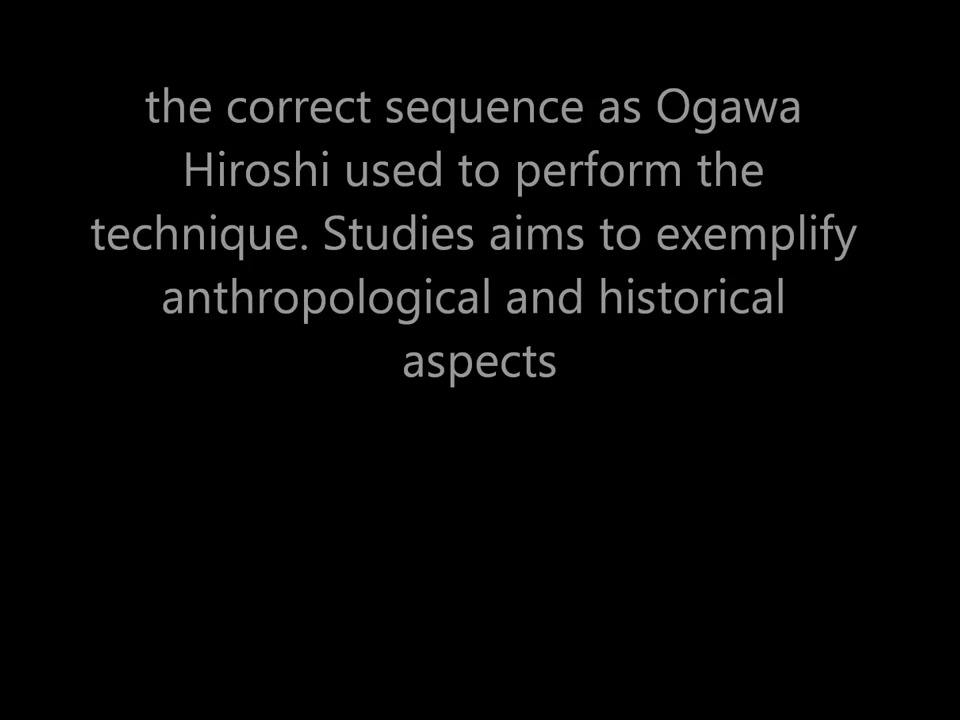 the correct sequence as Ogawa
Hiroshi used to perform the
technique. Studies aims to exemplify
anthropological and historical
aspects